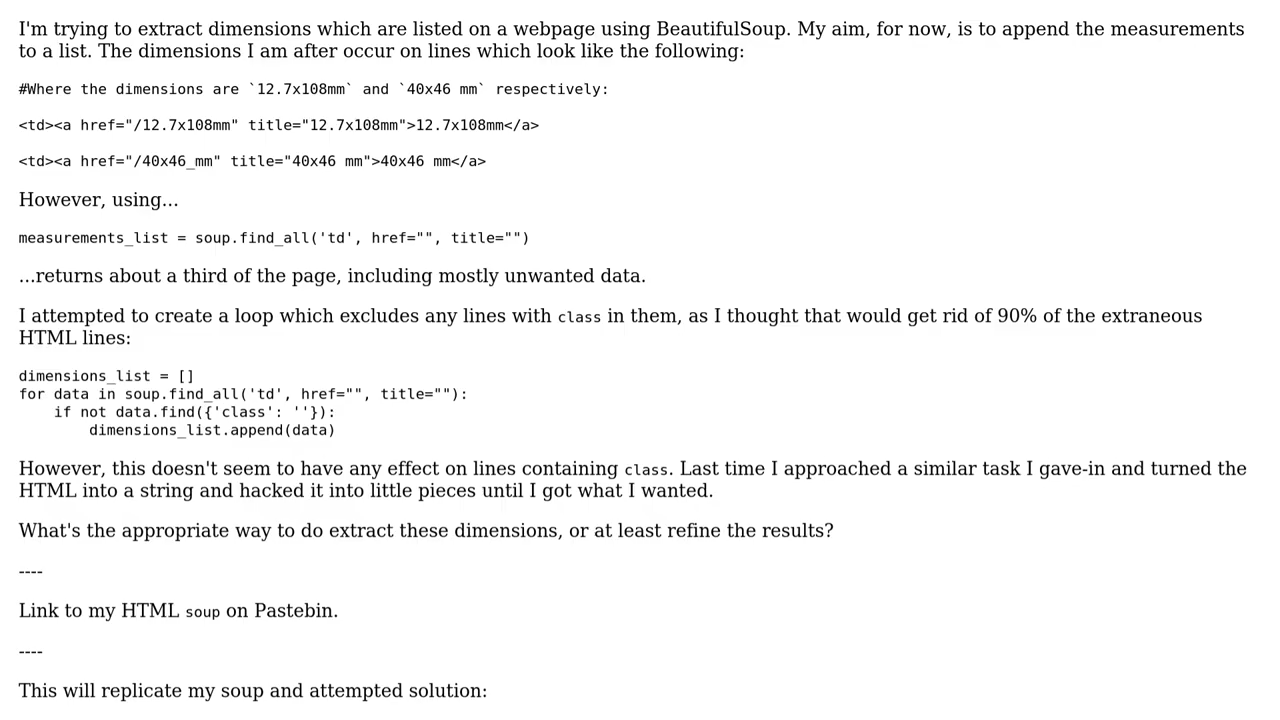 I'm trying to extract dimensions which are listed on a webpage using BeautifulSoup. My aim, for now, is to append the measurements
to a list. The dimensions I am after occur on lines which look like the following:
#Where the dimensions are `12.7x108mm` and `40x46 mm` respectively:
<td><a href="/12.7x108mm" title="12.7x108mm">12.7x108mm</a>
<td><a href="/40x46_mm" title="40x46 mm">40x46 mm</a>
However, using...
measurements_list = soup.find_all('td', href="", title="")
...returns about a third of the page, including mostly unwanted data.
I attempted to create a loop which excludes any lines with class in them, as I thought that would get rid of 90% of the extraneous
HTML lines:
dimensions_list = []
for data in soup.find_all('td', href="", title=""):
    if not data.find({'class': ''}):
        dimensions_list.append(data)
However, this doesn't seem to have any effect on lines containing class. Last time I approached a similar task I gave-in and turned the
HTML into a string and hacked it into little pieces until I got what I wanted.
What's the appropriate way to do extract these dimensions, or at least refine the results?
----
Link to my HTML soup on Pastebin.
----
This will replicate my soup and attempted solution: